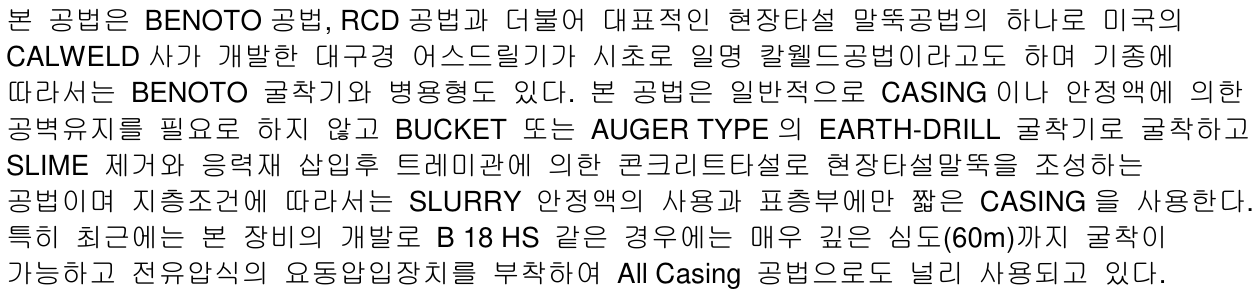 본 공법은 BENOTO 공법, RCD 공법과 더불어 대표적인 현장타설 말뚝공법의 하나로 미국의
CALWELD 사가 개발한 대구경 어스드릴기가 시초로 일명 칼웰드공법이라고도 하며 기종에
따라서는 BENOTO 굴착기와 병용형도 있다. 본 공법은 일반적으로 CASING 이나 안정액에 의한
공벽유지를 필요로 하지 않고 BUCKET 또는 AUGER TYPE 의 EARTH-DRILL 굴착기로 굴착하고
SLIME 제거와 응력재 삽입후 트레미관에 의한 콘크리트타설로 현장타설말뚝을 조성하는
공법이며 지층조건에 따라서는 SLURRY 안정액의 사용과 표층부에만 짧은 CASING 을 사용한다.
특히 최근에는 본 장비의 개발로 B 18 HS 같은 경우에는 매우 깊은 심도(60m)까지 굴착이
가능하고 전유압식의 요동압입장치를 부착하여 All Casing 공법으로도 널리 사용되고 있다.